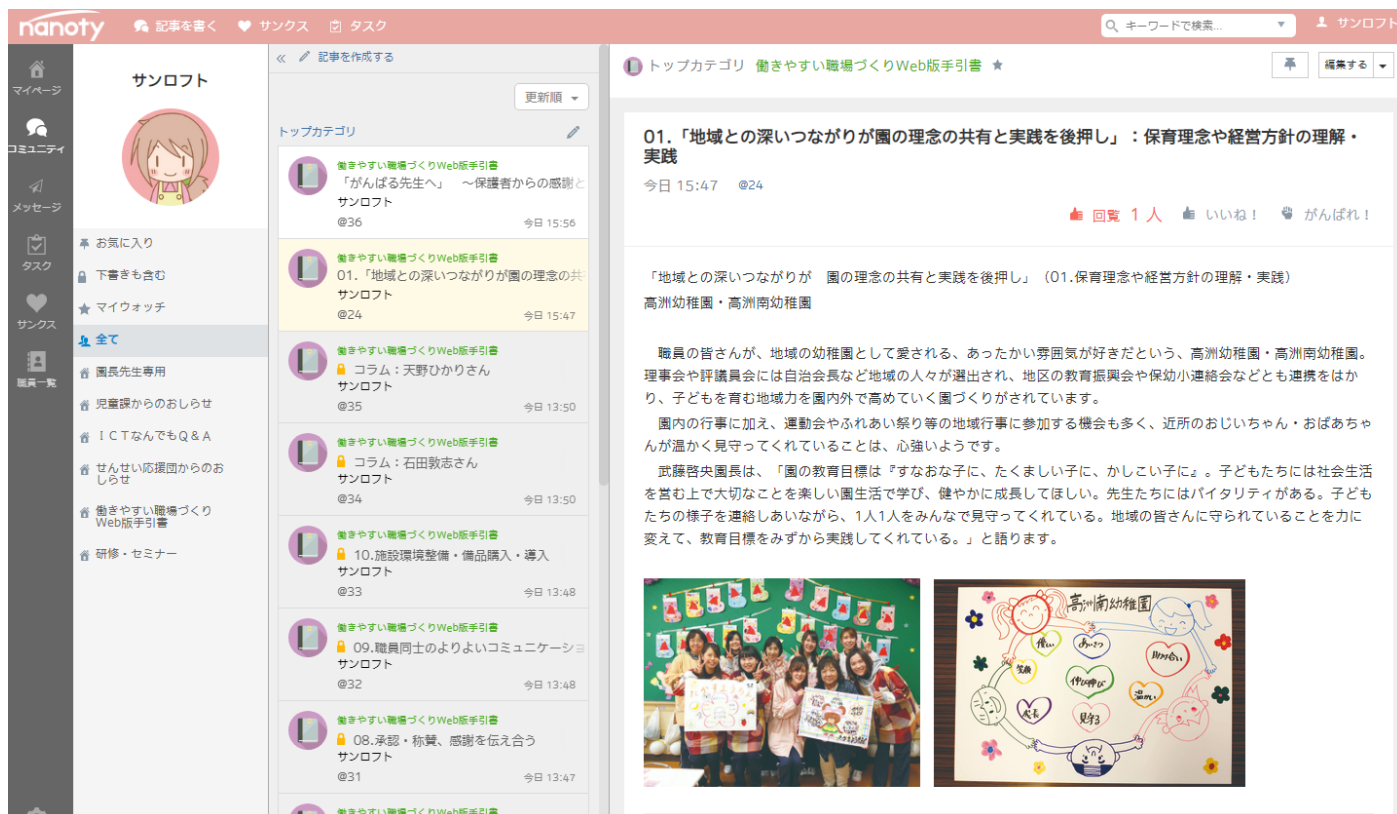 nanoty
記事を書く
サンクス
タスク
キーワードで検索...
サンロフト
マイページ
コミュニティ
メッセージ
タスク
サンクス
職員一覧
サンロフト
お気に入り
下書きも含む
マイウォッチ
全て
園長先生専用
児童課からのおしらせ
ICTなんでもQ&A
せんせい応援団からのお
しらせ
働きやすい職場づくり
Web版手引書
研修・セミナー
« 記事を作成する
更新順
トップカテゴリ
働きやすい職場づくりWeb版手引書
「がんばる先生へ」 ～保護者からの感謝と
サンロフト
@36 今日 15:56
働きやすい職場づくりWeb版手引書
01.「地域との深いつながりが園の理念の共
サンロフト
@24 今日 15:47
働きやすい職場づくりWeb版手引書
コラム：天野ひかりさん
サンロフト
@35 今日 13:50
働きやすい職場づくりWeb版手引書
コラム：石田敦志さん
サンロフト
@34 今日 13:50
働きやすい職場づくりWeb版手引書
10.施設環境整備・備品購入・導入
サンロフト
@33 今日 13:48
働きやすい職場づくりWeb版手引書
09.職員同士のよりよいコミュニケーショ
サンロフト
@32 今日 13:48
働きやすい職場づくりWeb版手引書
08.承認・称賛、感謝を伝え合う
サンロフト
@31 今日 13:47
働きやすい職場づくりWeb版手引書
トップカテゴリ 働きやすい職場づくりWeb版手引書 ★
編集する
01.「地域との深いつながりが園の理念の共有と実践を後押し」：保育理念や経営方針の理解・
実践
今日 15:47 @24
回覧 1 人 いいね！ がんばれ！
「地域との深いつながりが 園の理念の共有と実践を後押し」（01.保育理念や経営方針の理解・実践）
高洲幼稚園・高洲南幼稚園
職員の皆さんが、地域の幼稚園として愛される、あったかい雰囲気が好きだという、高洲幼稚園・高洲南幼稚園。
理事会や評議員会には自治会長など地域の人々が選出され、地区の教育振興会や保幼小連絡会などとも連携をはか
り、子どもを育む地域力を園内外で高めていく園づくりがされています。
園内の行事に加え、運動会やふれあい祭り等の地域行事に参加する機会も多く、近所のおじいちゃん・おばあちゃ
んが温かく見守ってくれていることは、心強いようです。
武藤啓央園長は、「園の教育目標は『すなおな子に、たくましい子に、かしこい子に』。子どもたちには社会生活
を営む上で大切なことを楽しい園生活で学び、健やかに成長してほしい。先生たちにはバイタリティがある。子ども
たちの様子を連絡しあいながら、1人1人をみんなで見守ってくれている。地域の皆さんに守られていることを力に
変えて、教育目標をみずから実践してくれている。」と語ります。
高洲南幼稚園
優しい
あいさつ
助け合い
笑顔
伸び伸び
温かい
成長
見守る